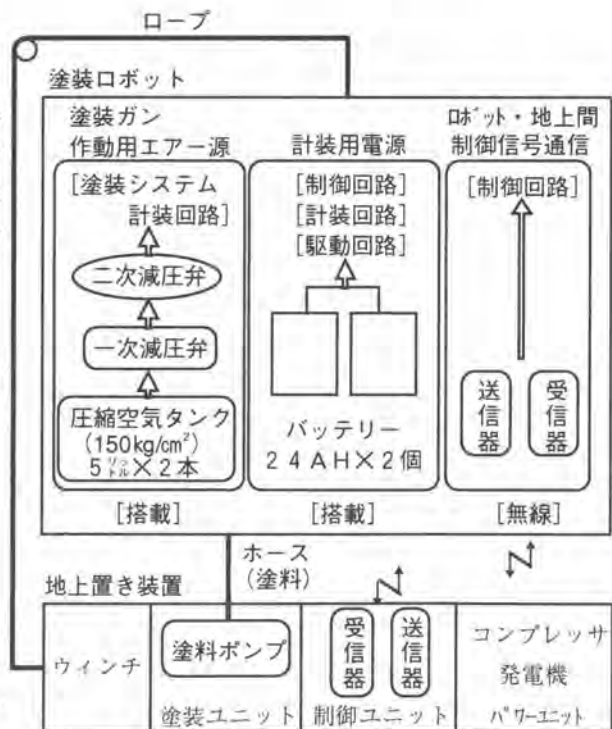 ロープ
塗装ロボット
塗装ガン
作動用エアー源
[塗装システム
計装回路]
二次減圧弁
一次減圧弁
圧縮空気タンク
(150kg/cm²)
5㍑×2本
[搭載]
計装用電源
[制御回路]
[計装回路]
[駆動回路]
バッテリー
24AH×2個
[搭載]
ロボット・地上間
制御信号通信
[制御回路]
送信器
受信器
[無線]
ホース
(塗料)
地上置き装置
ウィンチ
塗料ポンプ
塗装ユニット
受信器
送信器
制御ユニット
コンプレッサ
発電機
パワーユニット